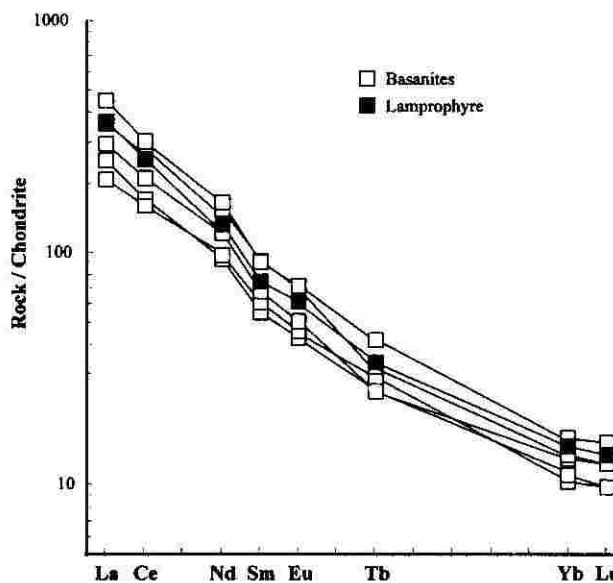 1000
Basanites
Lamprophyre
100
Rock / Chondrite
10
La Ce Nd Sm Eu Tb Yb Lu